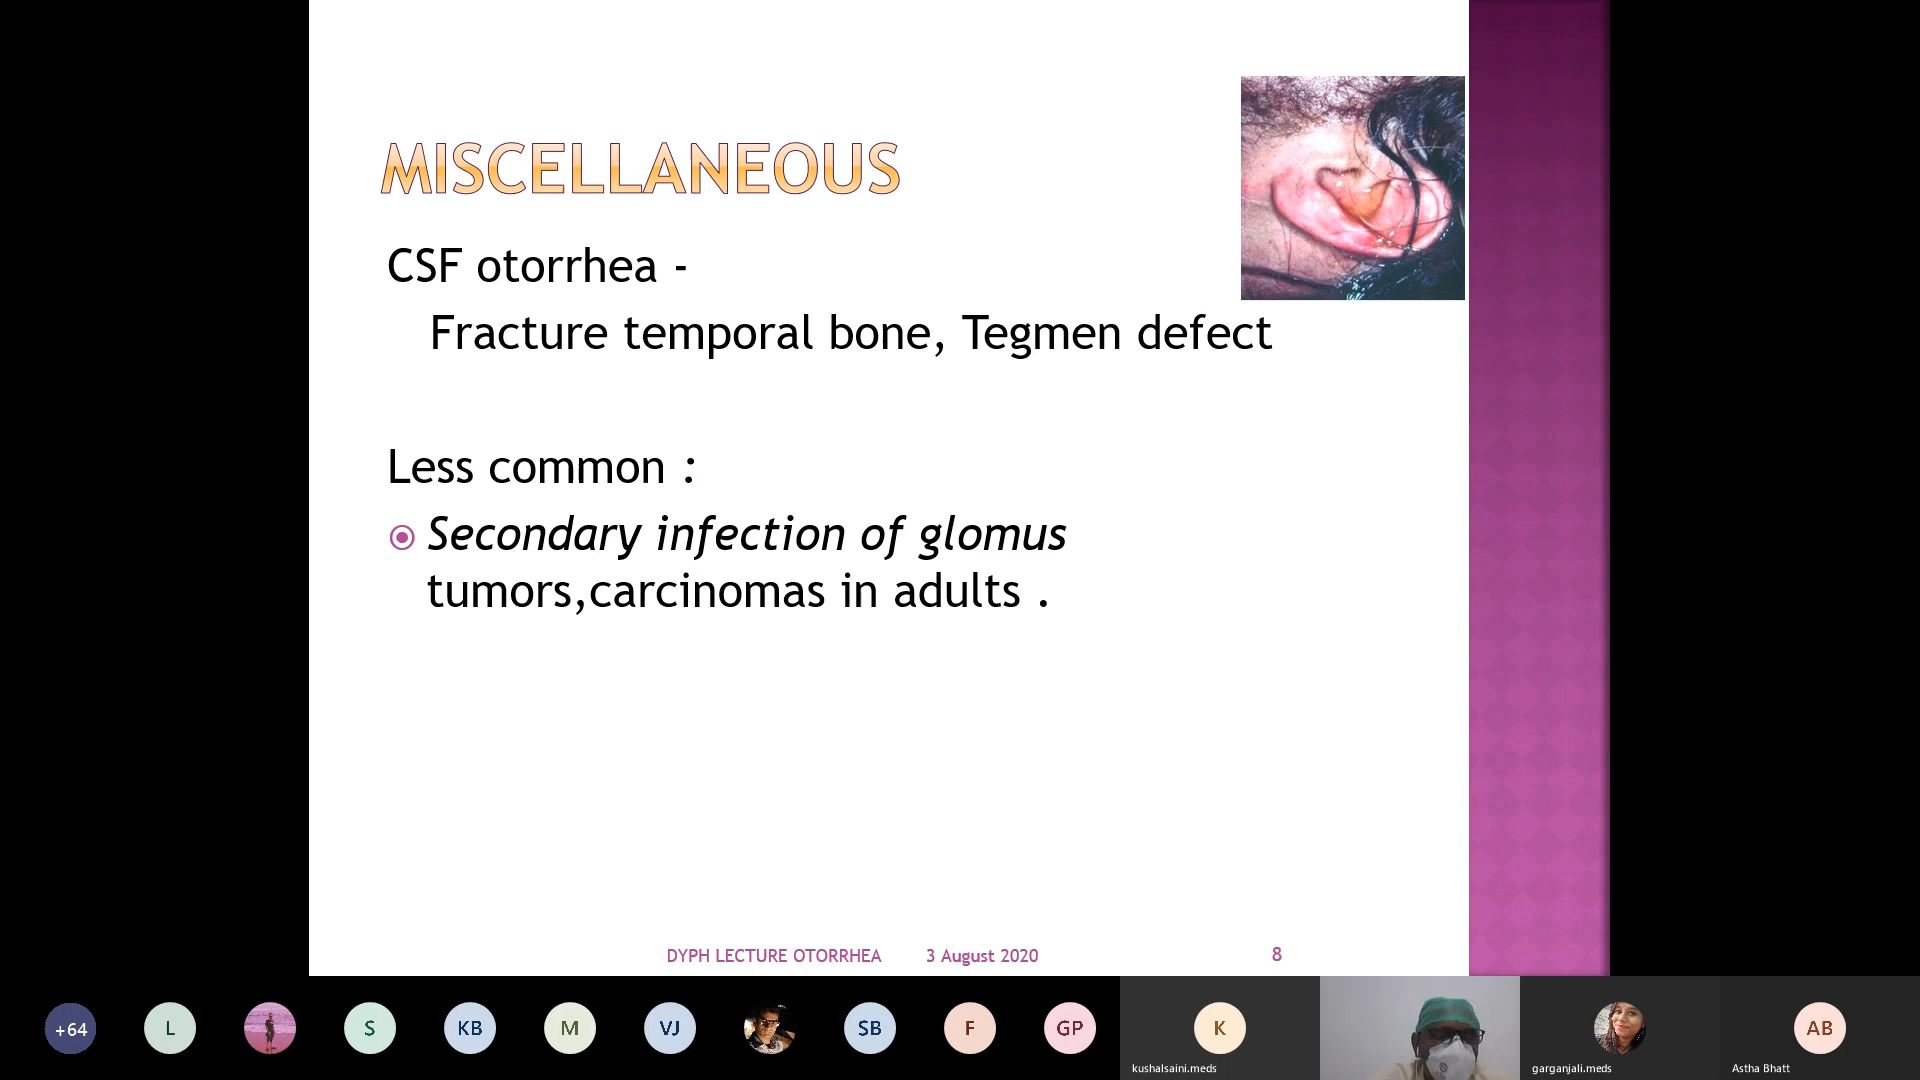 MISCELLANEOUS
CSF otorrhea -
Fracture temporal bone, Tegmen defect
Less common :
Secondary infection of glomus
tumors,carcinomas in adults .
DYPH LECTURE OTORRHEA 3 August 2020 8
+64 L S KB M VJ SB F GP K AB
kushalsaini.meds garganjali.meds Astha Bhatt